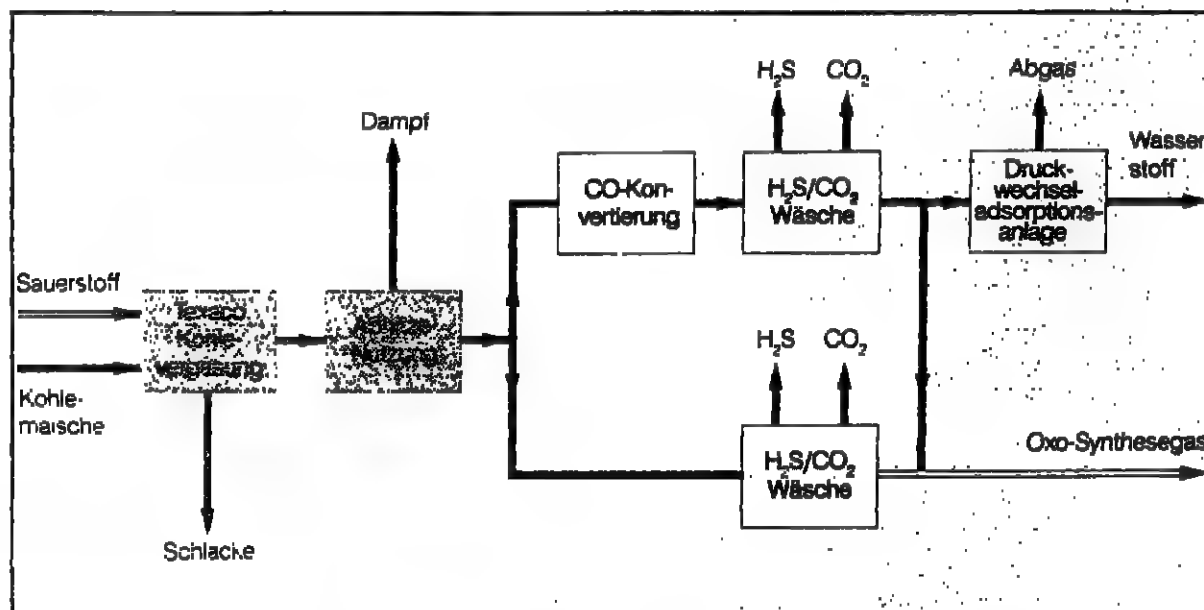 H₂S
CO₂
Abgas
Dampf
Wasser
stoff
CO-Kon-
vertierung
H₂S/CO₂
Wäsche
Druck-
wechsel-
adsorptions-
anlage
Sauerstoff
Texaco
Kohle-
vergasung
Nutzung
H₂S
CO₂
Kohle-
maische
H₂S/CO₂
Wäsche
Oxo-Synthesegas
Schlacke